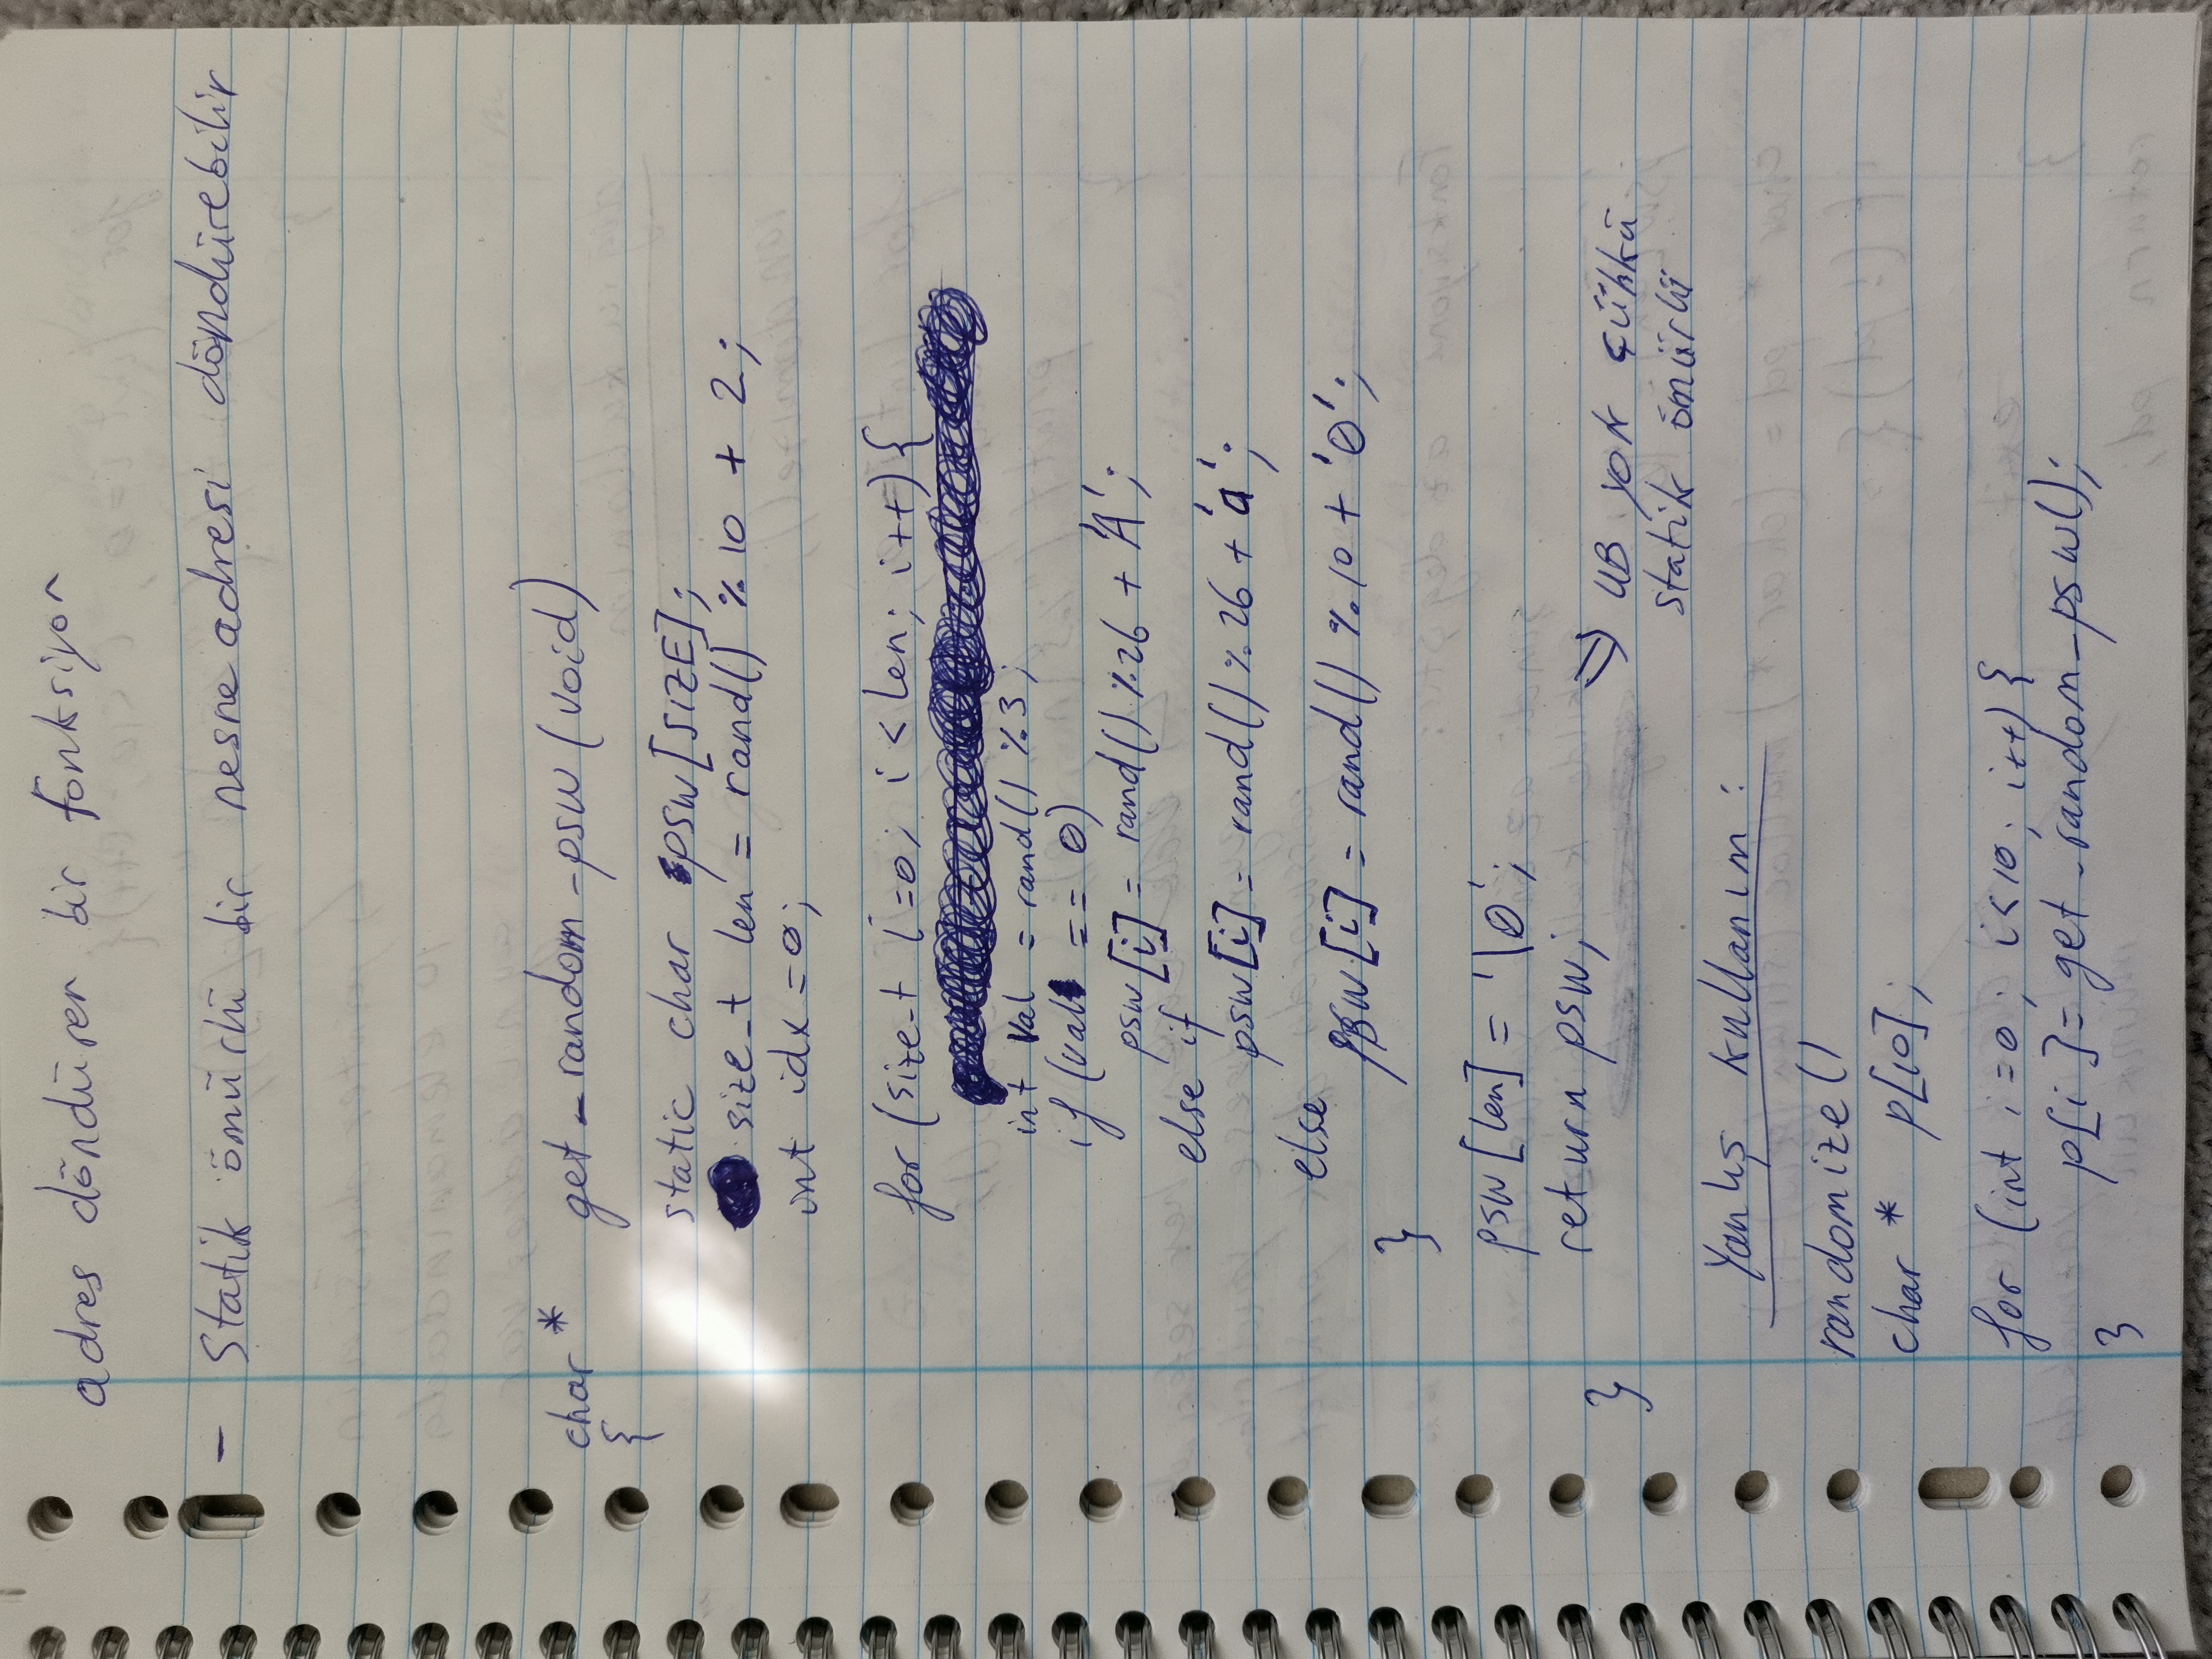 adres döndüren bir fonksiyon
- Statik ömürlü bir nesne adresi döndürebilir
char * get_random_psw(void)
{
static char psw[SIZE];
size_t len = rand() % 10 + 2;
int idx = 0;
for (size_t i=0; i < len; i++){
int val = rand() % 3;
if (val == 0)
psw[i] = rand() % 26 + 'A';
else if
psw[i] = rand() % 26 + 'a';
else
psw[i] = rand() % 10 + '0';
}
psw[len] = '\0';
return psw;
}
⇒ UB yok çünkü
statik ömürlü
Yanlış kullanım :
randomize()
char * p[10];
for (int i=0; i<10; i++){
p[i] = get_random_psw();
}